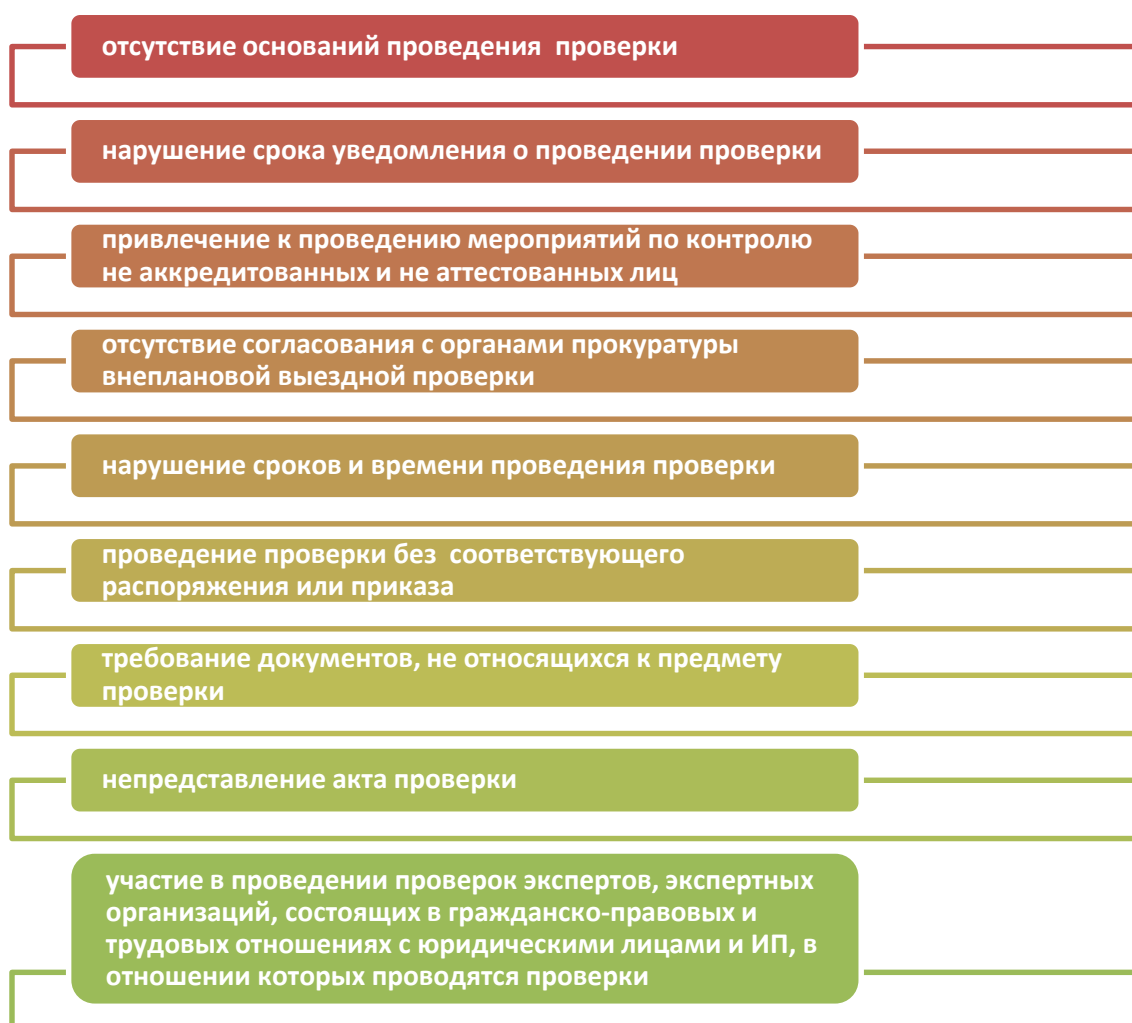 отсутствие оснований проведения  проверки
нарушение срока уведомления о проведении проверки
привлечение к проведению мероприятий по контролю
не аккредитованных и не аттестованных лиц
отсутствие согласования с органами прокуратуры
внеплановой выездной проверки
нарушение сроков и времени проведения проверки
проведение проверки без  соответствующего
распоряжения или приказа
требование документов, не относящихся к предмету
проверки
непредставление акта проверки
участие в проведении проверок экспертов, экспертных
организаций, состоящих в гражданско-правовых и
трудовых отношениях с юридическими лицами и ИП, в
отношении которых проводятся проверки